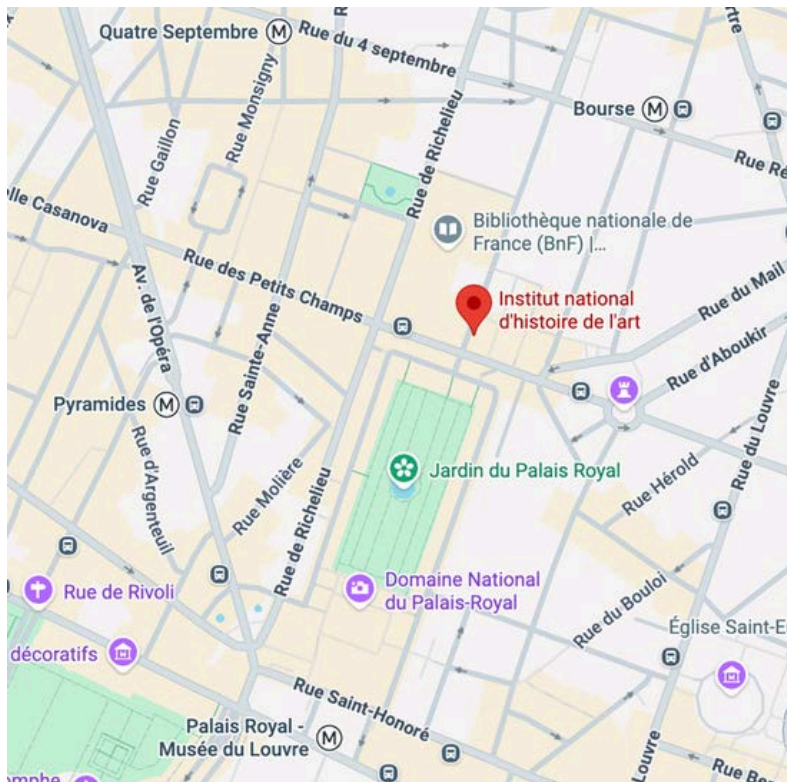 Quatre Septembre M
Rue du 4 septembre
Rue de Richelieu
Bourse M
Rue Monsigny
Rue Gaillon
elle Casanova
Bibliothèque nationale de
France (BnF) |...
Rue des Petits Champs
Institut national
d'histoire de l'art
Rue du Mail
Av. de l'Opéra
Rue Sainte-Anne
Rue d'Aboukir
Pyramides M
Rue du Louvre
Rue d'Argenteuil
Rue Molière
Jardin du Palais Royal
Rue Hérold
Rue de Richelieu
Rue de Rivoli
Domaine National
du Palais-Royal
Rue du Bouloi
Église Saint-E
décoratifs
Rue Saint-Honoré
Palais Royal -
Musée du Louvre M
Louvre
omphe